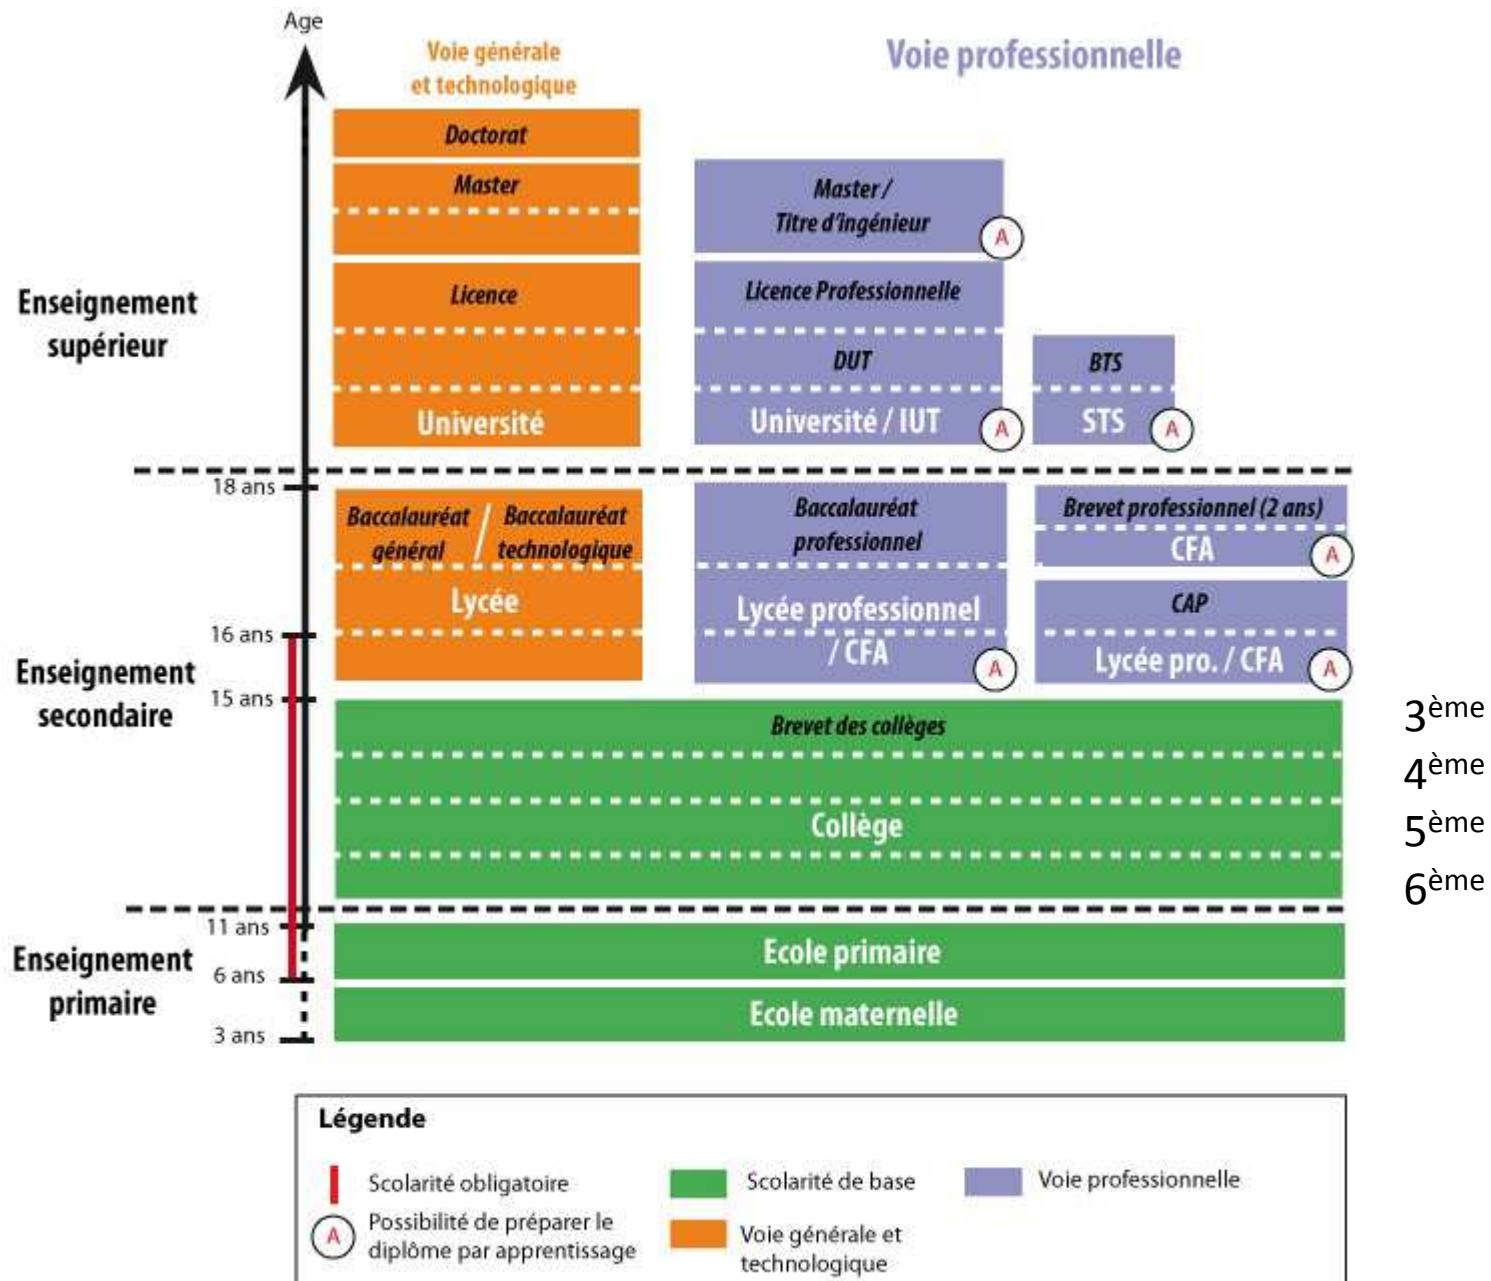 Age
Voie générale
et technologique
Voie professionnelle
Doctorat
Master
Master /
Titre d'ingénieur
A
Enseignement
supérieur
Licence
Licence Professionnelle
DUT
BTS
Université
Université / IUT
A
STS
A
18 ans
Baccalauréat
général
/
Baccalauréat
technologique
Baccalauréat
professionnel
Brevet professionnel (2 ans)
CFA
A
Lycée
Lycée professionnel
/ CFA
A
CAP
Lycée pro. / CFA
A
16 ans
Enseignement
secondaire
15 ans
Brevet des collèges
3ème
4ème
Collège
5ème
6ème
11 ans
Enseignement
primaire
Ecole primaire
6 ans
Ecole maternelle
3 ans
Légende
Scolarité obligatoire
A
Possibilité de préparer le
diplôme par apprentissage
Scolarité de base
Voie générale et
technologique
Voie professionnelle